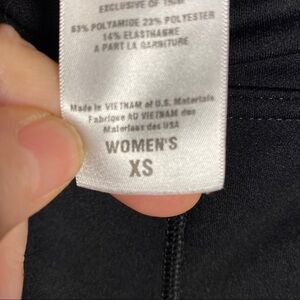 EXCLUSIVE OF TRIM
63% POLYAMIDE 23% POLYESTER
14% ELASTHANNE
A PART LA GARNITURE
Made in VIETNAM of U.S. Materials
Fabrique AD VIETNAM des
Materiaux des USA
WOMEN'S
XS